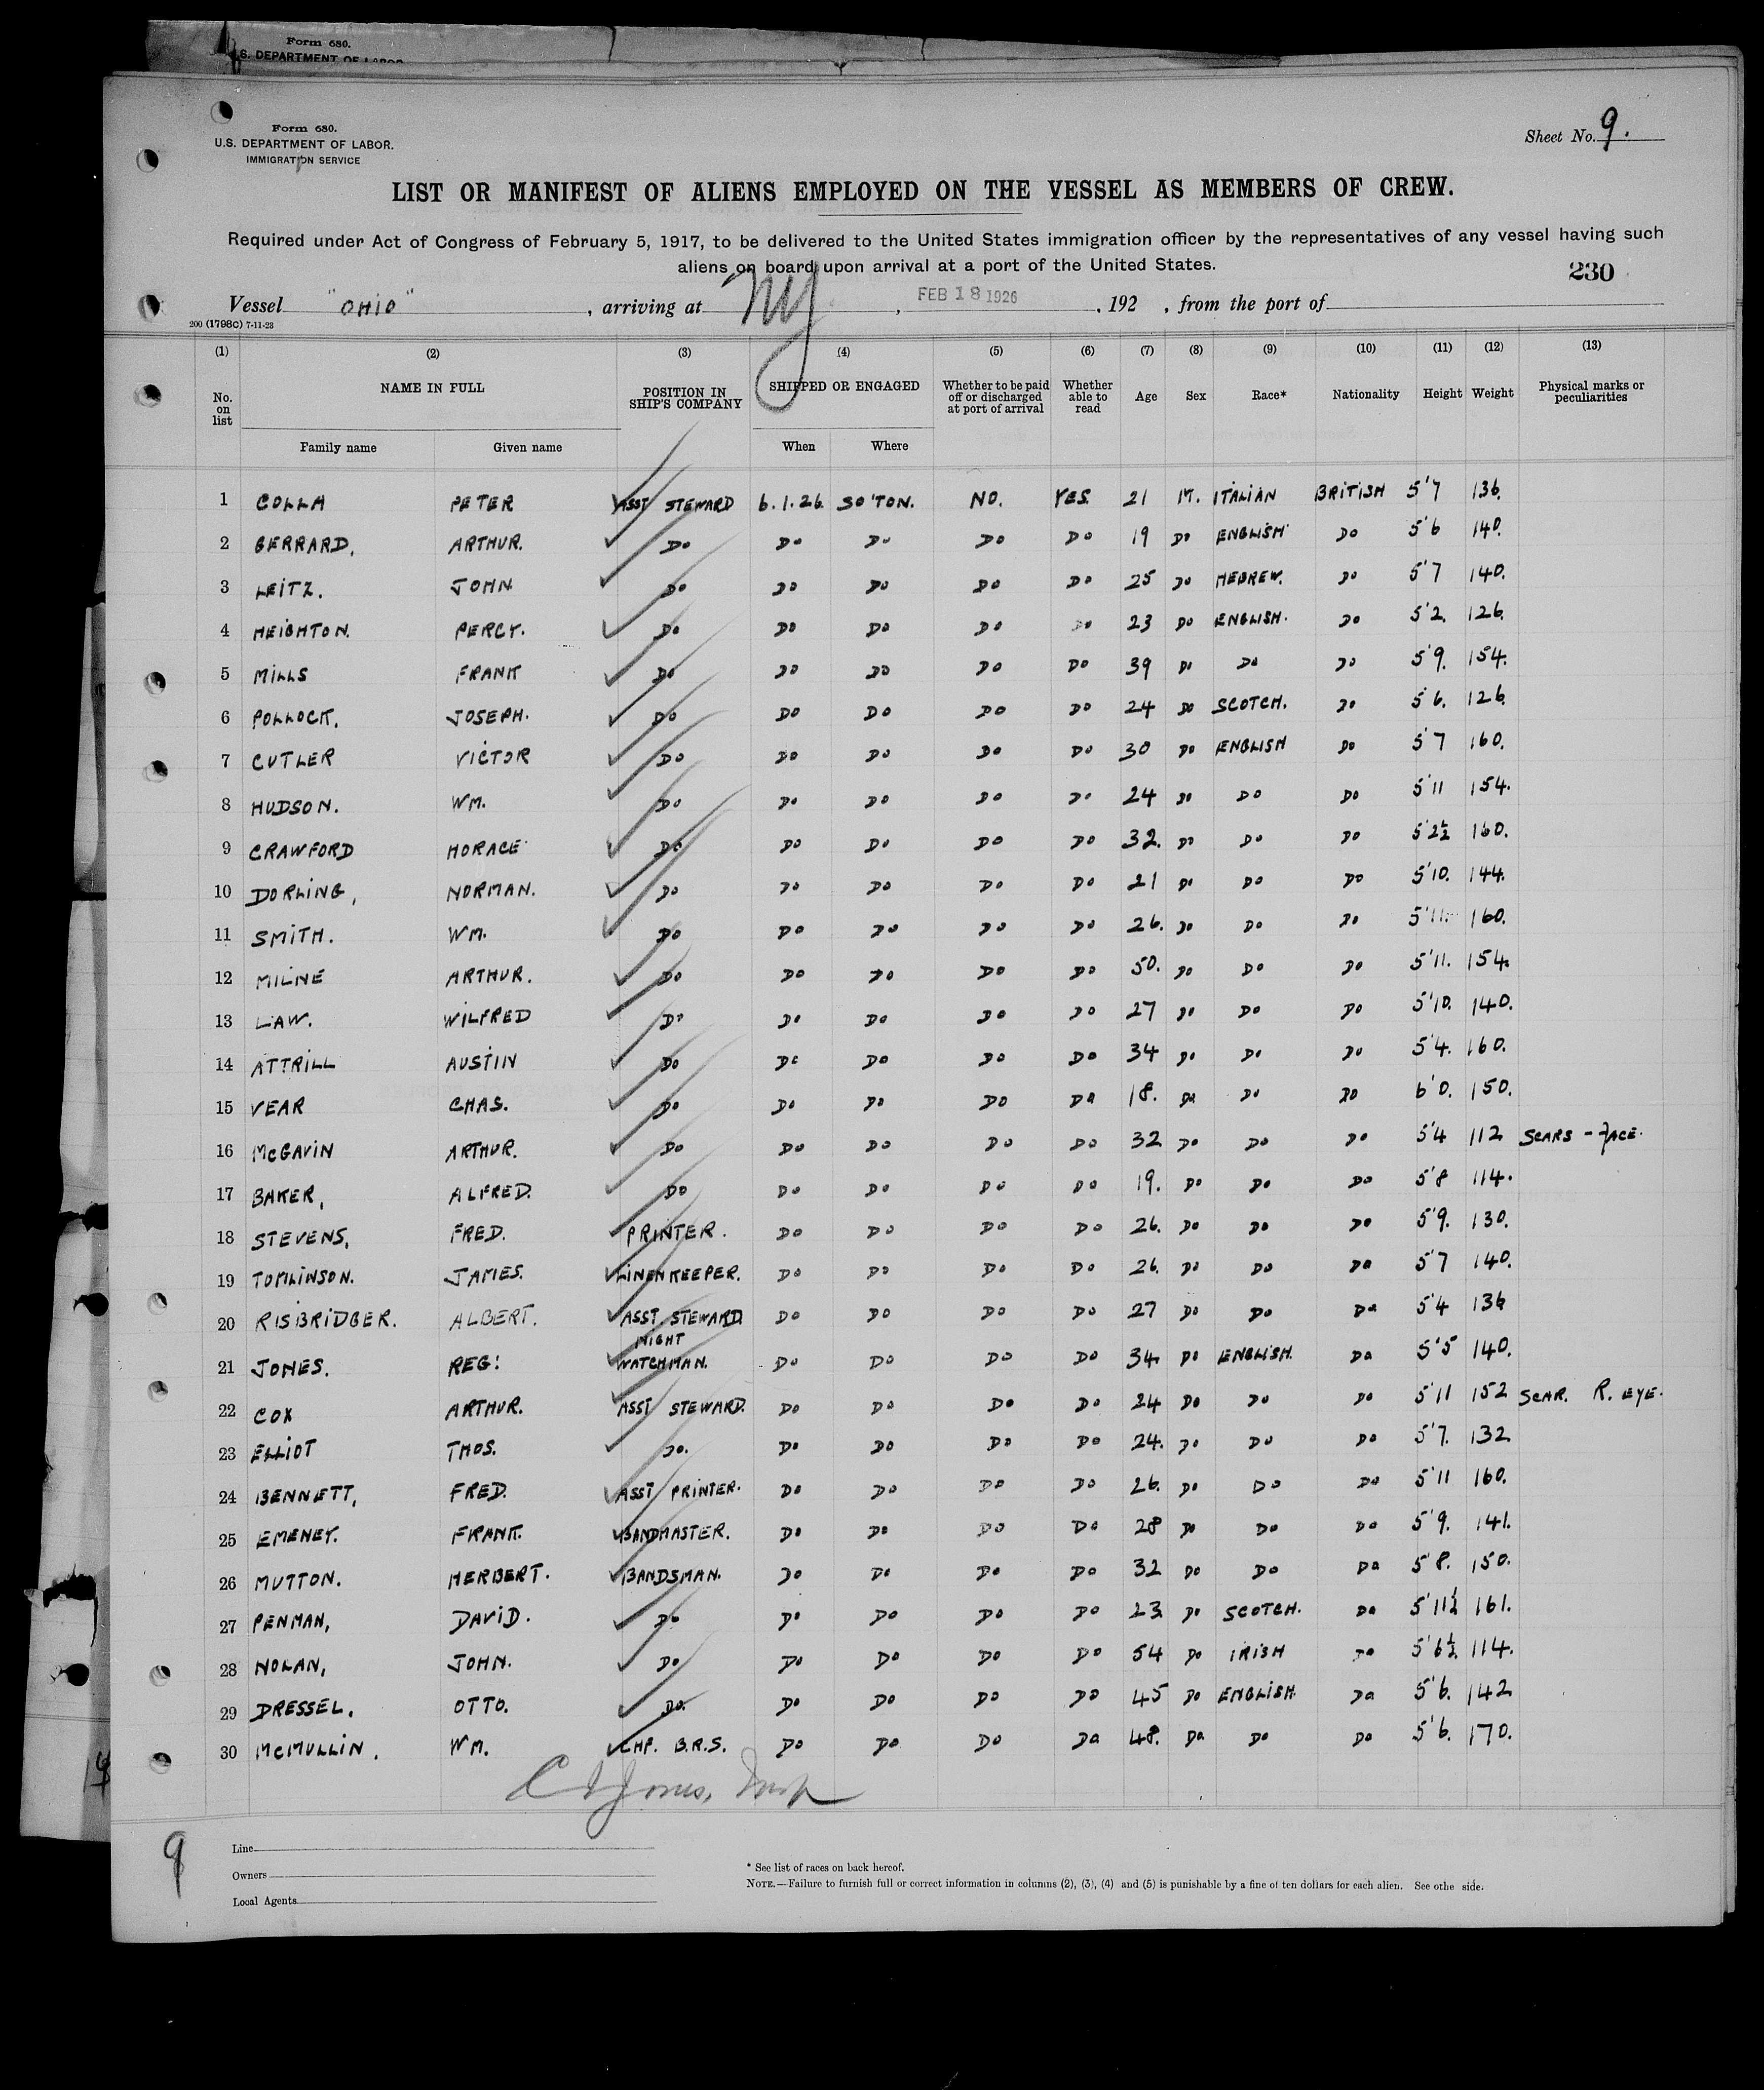 Form 680.
U.S. DEPARTMENT OF LABOR
Form 680.
U.S. DEPARTMENT OF LABOR.
IMMIGRATION SERVICE
Sheet No. 9.
LIST OR MANIFEST OF ALIENS EMPLOYED ON THE VESSEL AS MEMBERS OF CREW.
Required under Act of Congress of February 5, 1917, to be delivered to the United States immigration officer by the representatives of any vessel having such
aliens on board upon arrival at a port of the United States.
230
Vessel "OHIO" , arriving at NY , FEB 18 1926 , 192 , from the port of
200 (1798C) 7-11-23
(1) (2) (3) (4) (5) (6) (7) (8) (9) (10) (11) (12) (13)
No. on list NAME IN FULL POSITION IN SHIP'S COMPANY SHIPPED OR ENGAGED Whether to be paid off or discharged at port of arrival Whether able to read Age Sex Race* Nationality Height Weight Physical marks or peculiarities
Family name Given name When Where
1 COLLA PETER ASST STEWARD 6.1.26. SO'TON. NO. YES. 21 M. ITALIAN BRITISH 5'7 136.
2 GERRARD, ARTHUR. DO DO DO DO DO 19 DO ENGLISH DO 5'6 140.
3 LEITZ. JOHN DO DO DO DO DO 25 DO HEBREW. DO 5'7 140.
4 HEIGHTON. PERCY. DO DO DO DO DO 23 DO ENGLISH. DO 5'2. 126.
5 MILLS FRANK DO DO DO DO DO 39 DO DO DO 5'9. 154.
6 POLLOCK. JOSEPH. DO DO DO DO DO 24 DO SCOTCH. DO 5'6. 126.
7 CUTLER VICTOR DO DO DO DO DO 30 DO ENGLISH DO 5'7 160.
8 HUDSON. WM. DO DO DO DO DO 24 DO DO DO 5'11 154.
9 CRAWFORD HORACE DO DO DO DO DO 32. DO DO DO 5'2½ 160.
10 DORLING, NORMAN. DO DO DO DO DO 21 DO DO DO 5'10. 144.
11 SMITH. WM. DO DO DO DO DO 26. DO DO DO 5'11. 160.
12 MILNE ARTHUR. DO DO DO DO DO 50. DO DO DO 5'11. 154.
13 LAW. WILFRED DO DO DO DO DO 27 DO DO DO 5'10. 140.
14 ATTRILL AUSTIN DO DO DO DO DO 34 DO DO DO 5'4. 160.
15 VEAR CHAS. DO DO DO DO DO 18. DO DO DO 6'0. 150.
16 McGAVIN ARTHUR. DO DO DO DO DO 32 DO DO DO 5'4 112 SCARS - FACE.
17 BAKER, ALFRED. DO DO DO DO DO 19. DO DO DO 5'8 114.
18 STEVENS, FRED. PRINTER. DO DO DO DO 26. DO DO DO 5'9. 130.
19 TOMLINSON. JAMES. LINENKEEPER. DO DO DO DO 26. DO DO DO 5'7 140.
20 RISBRIDGER. ALBERT. ASST STEWARD DO DO DO DO 27 DO DO DO 5'4 136
21 JONES. REG: NIGHT WATCHMAN. DO DO DO DO 34. DO ENGLISH. DO 5'5 140.
22 COX ARTHUR. ASST STEWARD. DO DO DO DO 24 DO DO DO 5'11 152 SCAR. R. EYE.
23 ELLIOT THOS. DO. DO DO DO DO 24. DO DO DO 5'7. 132
24 BENNETT, FRED. ASST PRINTER. DO DO DO DO 26. DO DO DO 5'11 160.
25 EMENEY. FRANK. BANDMASTER. DO DO DO DO 28 DO DO DO 5'9. 141.
26 MUTTON. HERBERT. BANDSMAN. DO DO DO DO 32 DO DO DO 5'8. 150.
27 PENMAN, DAVID. DO DO DO DO DO 23 DO SCOTCH. DO 5'11½ 161.
28 NOLAN, JOHN. DO DO DO DO DO 54 DO IRISH DO 5'6½ 114.
29 DRESSEL, OTTO. DO. DO DO DO DO 45 DO ENGLISH. DO 5'6. 142
30 McMULLIN. WM. CHP. B.R.S. DO DO DO DO 48. DO DO DO 5'6. 170.
Jones,
9
Line
Owners
Local Agents
* See list of races on back hereof.
NOTE.—Failure to furnish full or correct information in columns (2), (3), (4) and (5) is punishable by a fine of ten dollars for each alien. See othe side.